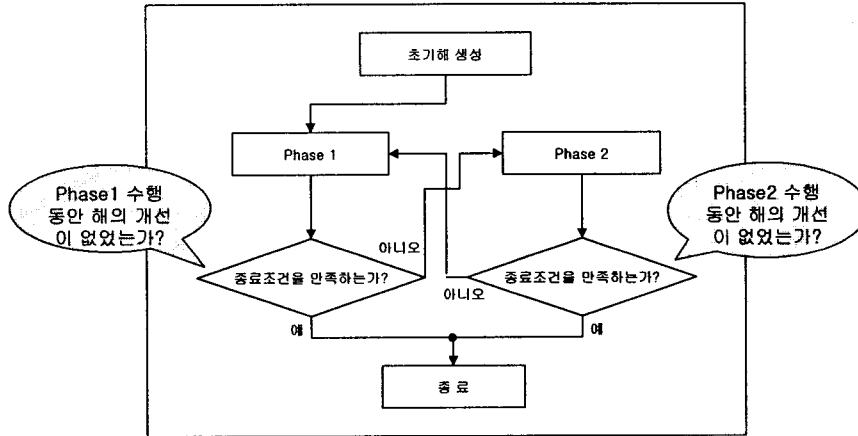 초기해 생성
Phase 1
Phase 2
Phase1 수행
동안 해의 개선
이 없었는가?
Phase2 수행
동안 해의 개선
이 없었는가?
아니오
종료조건을 만족하는가?
아니오
종료조건을 만족하는가?
예
예
종 료